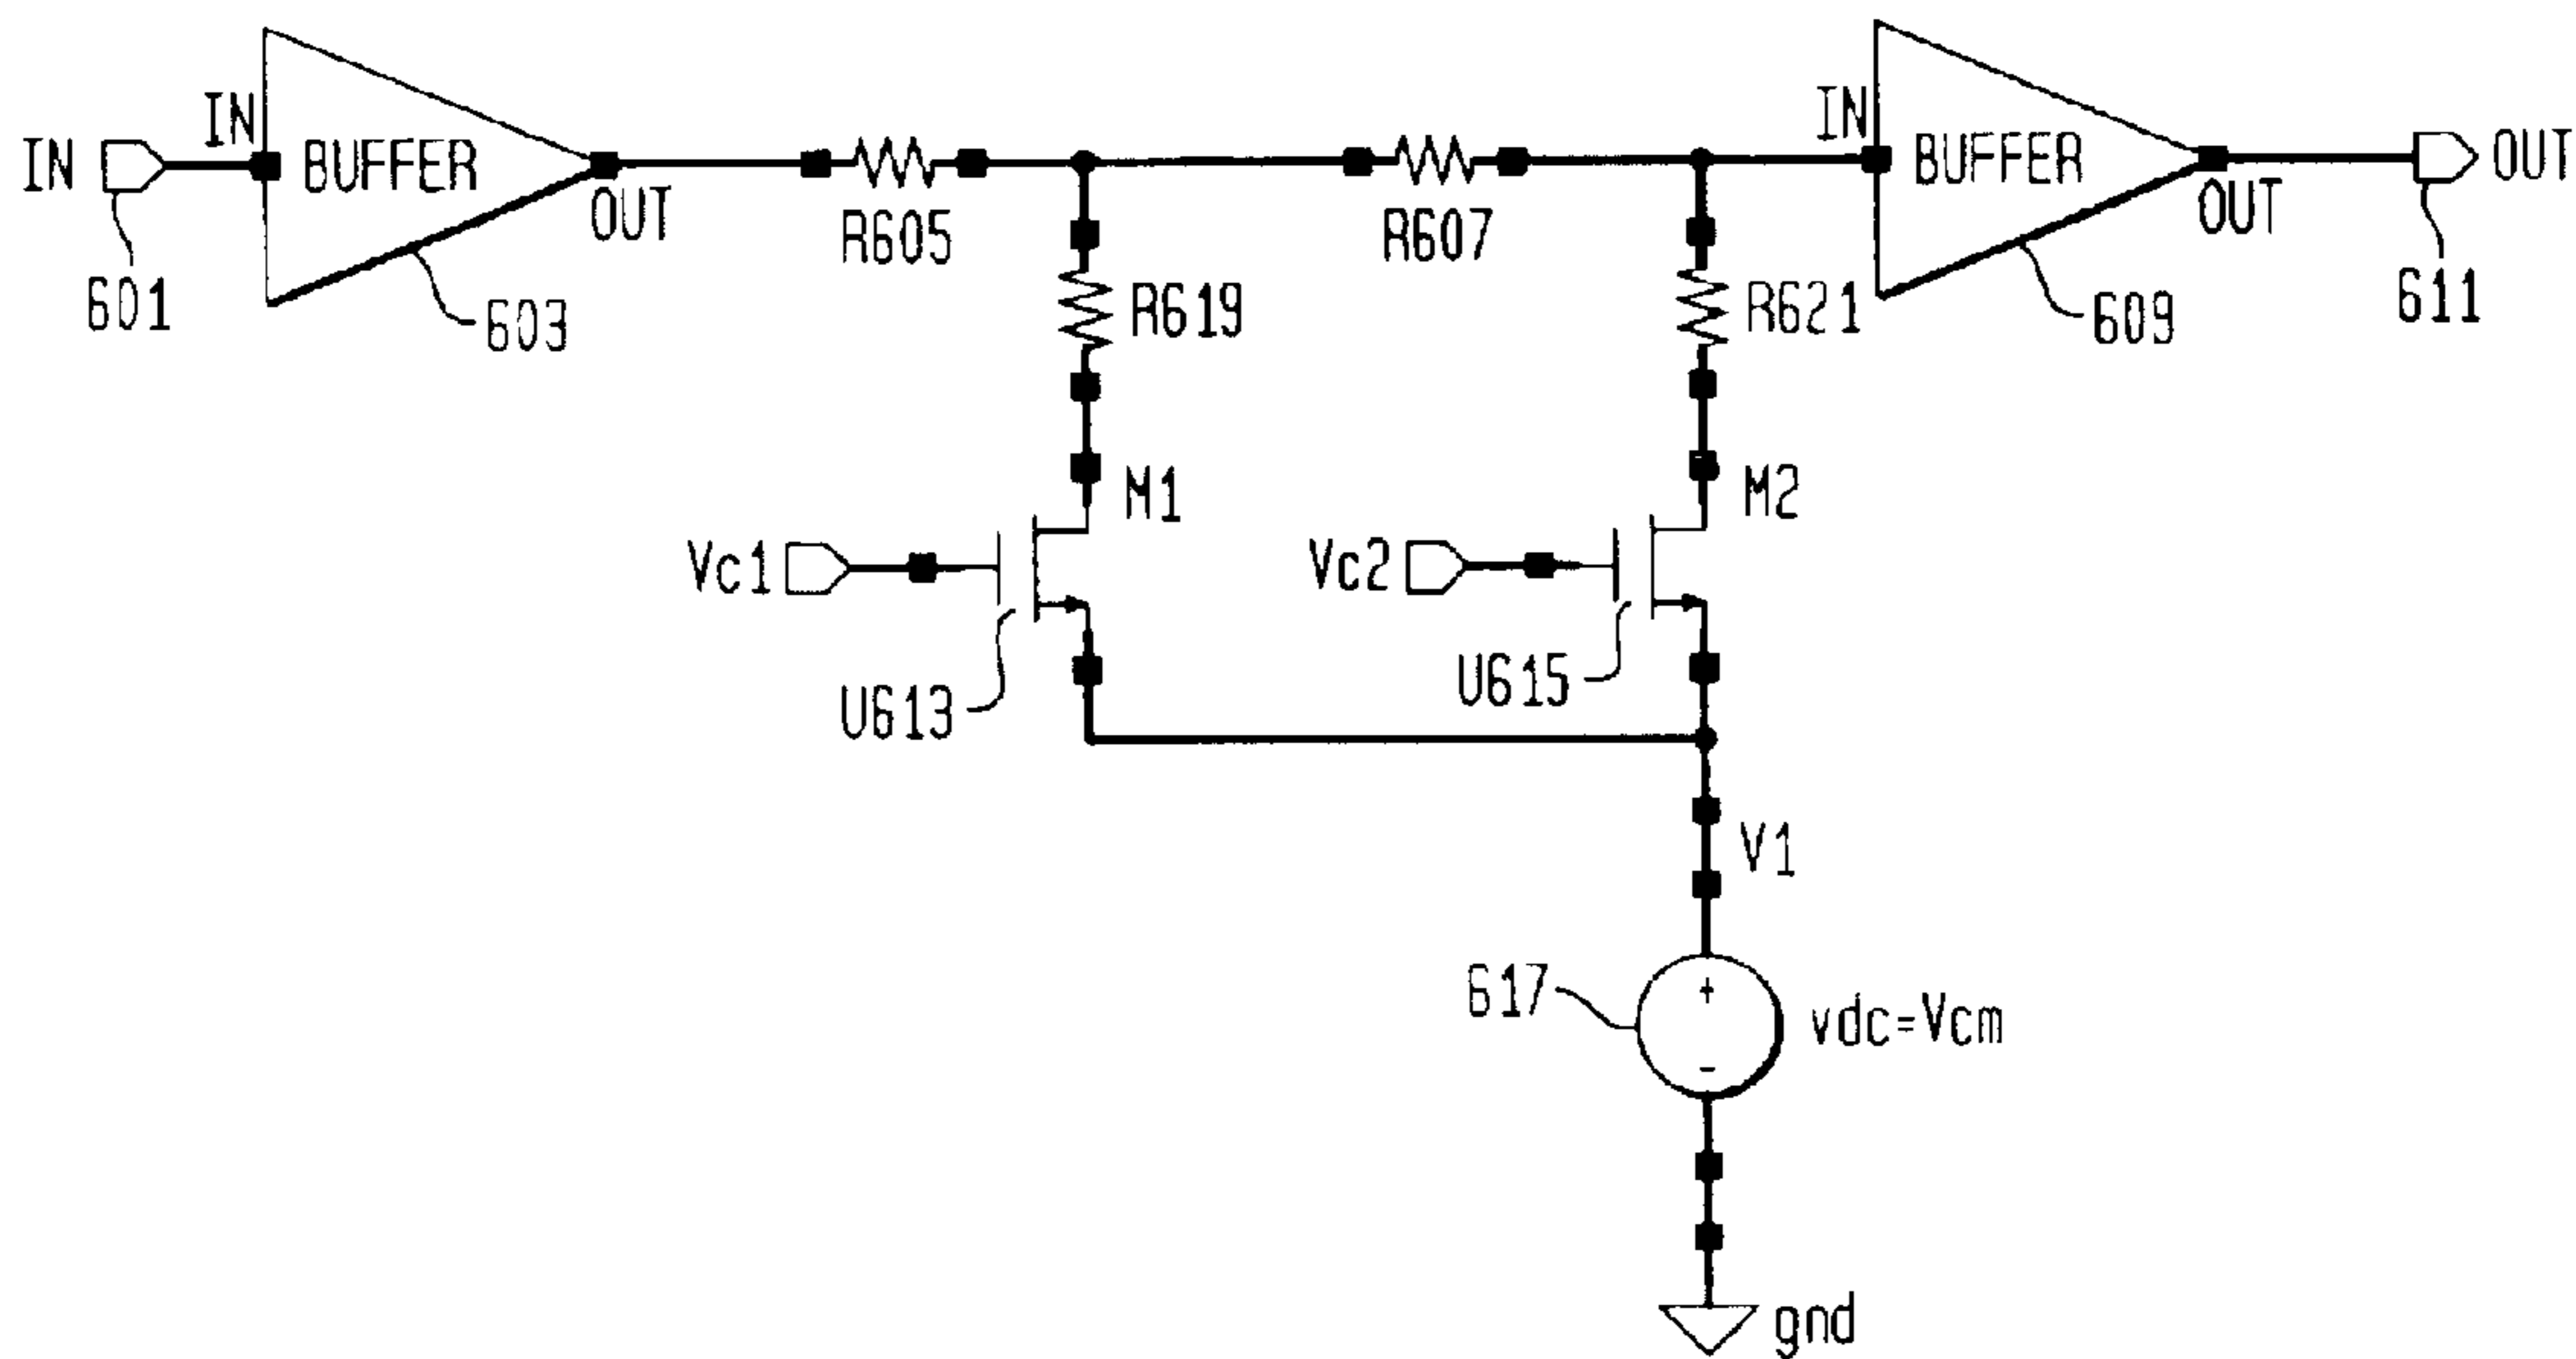 IN
601
IN
BUFFER
OUT
603
R605
R607
IN
BUFFER
OUT
609
OUT
611
R619
R621
Vc1
M1
U613
Vc2
M2
U615
V1
617
+
-
vdc=Vcm
gnd